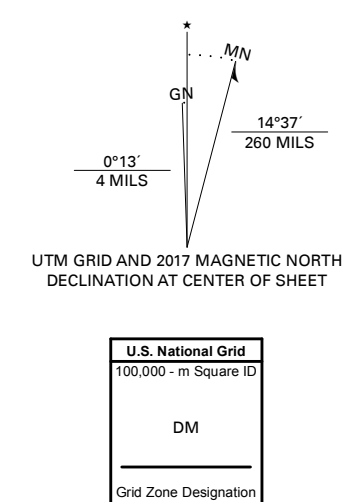 ★
MN
GN
14°37´
260 MILS
0°13´
4 MILS
UTM GRID AND 2017 MAGNETIC NORTH
DECLINATION AT CENTER OF SHEET
U.S. National Grid
100,000 - m Square ID
DM
Grid Zone Designation